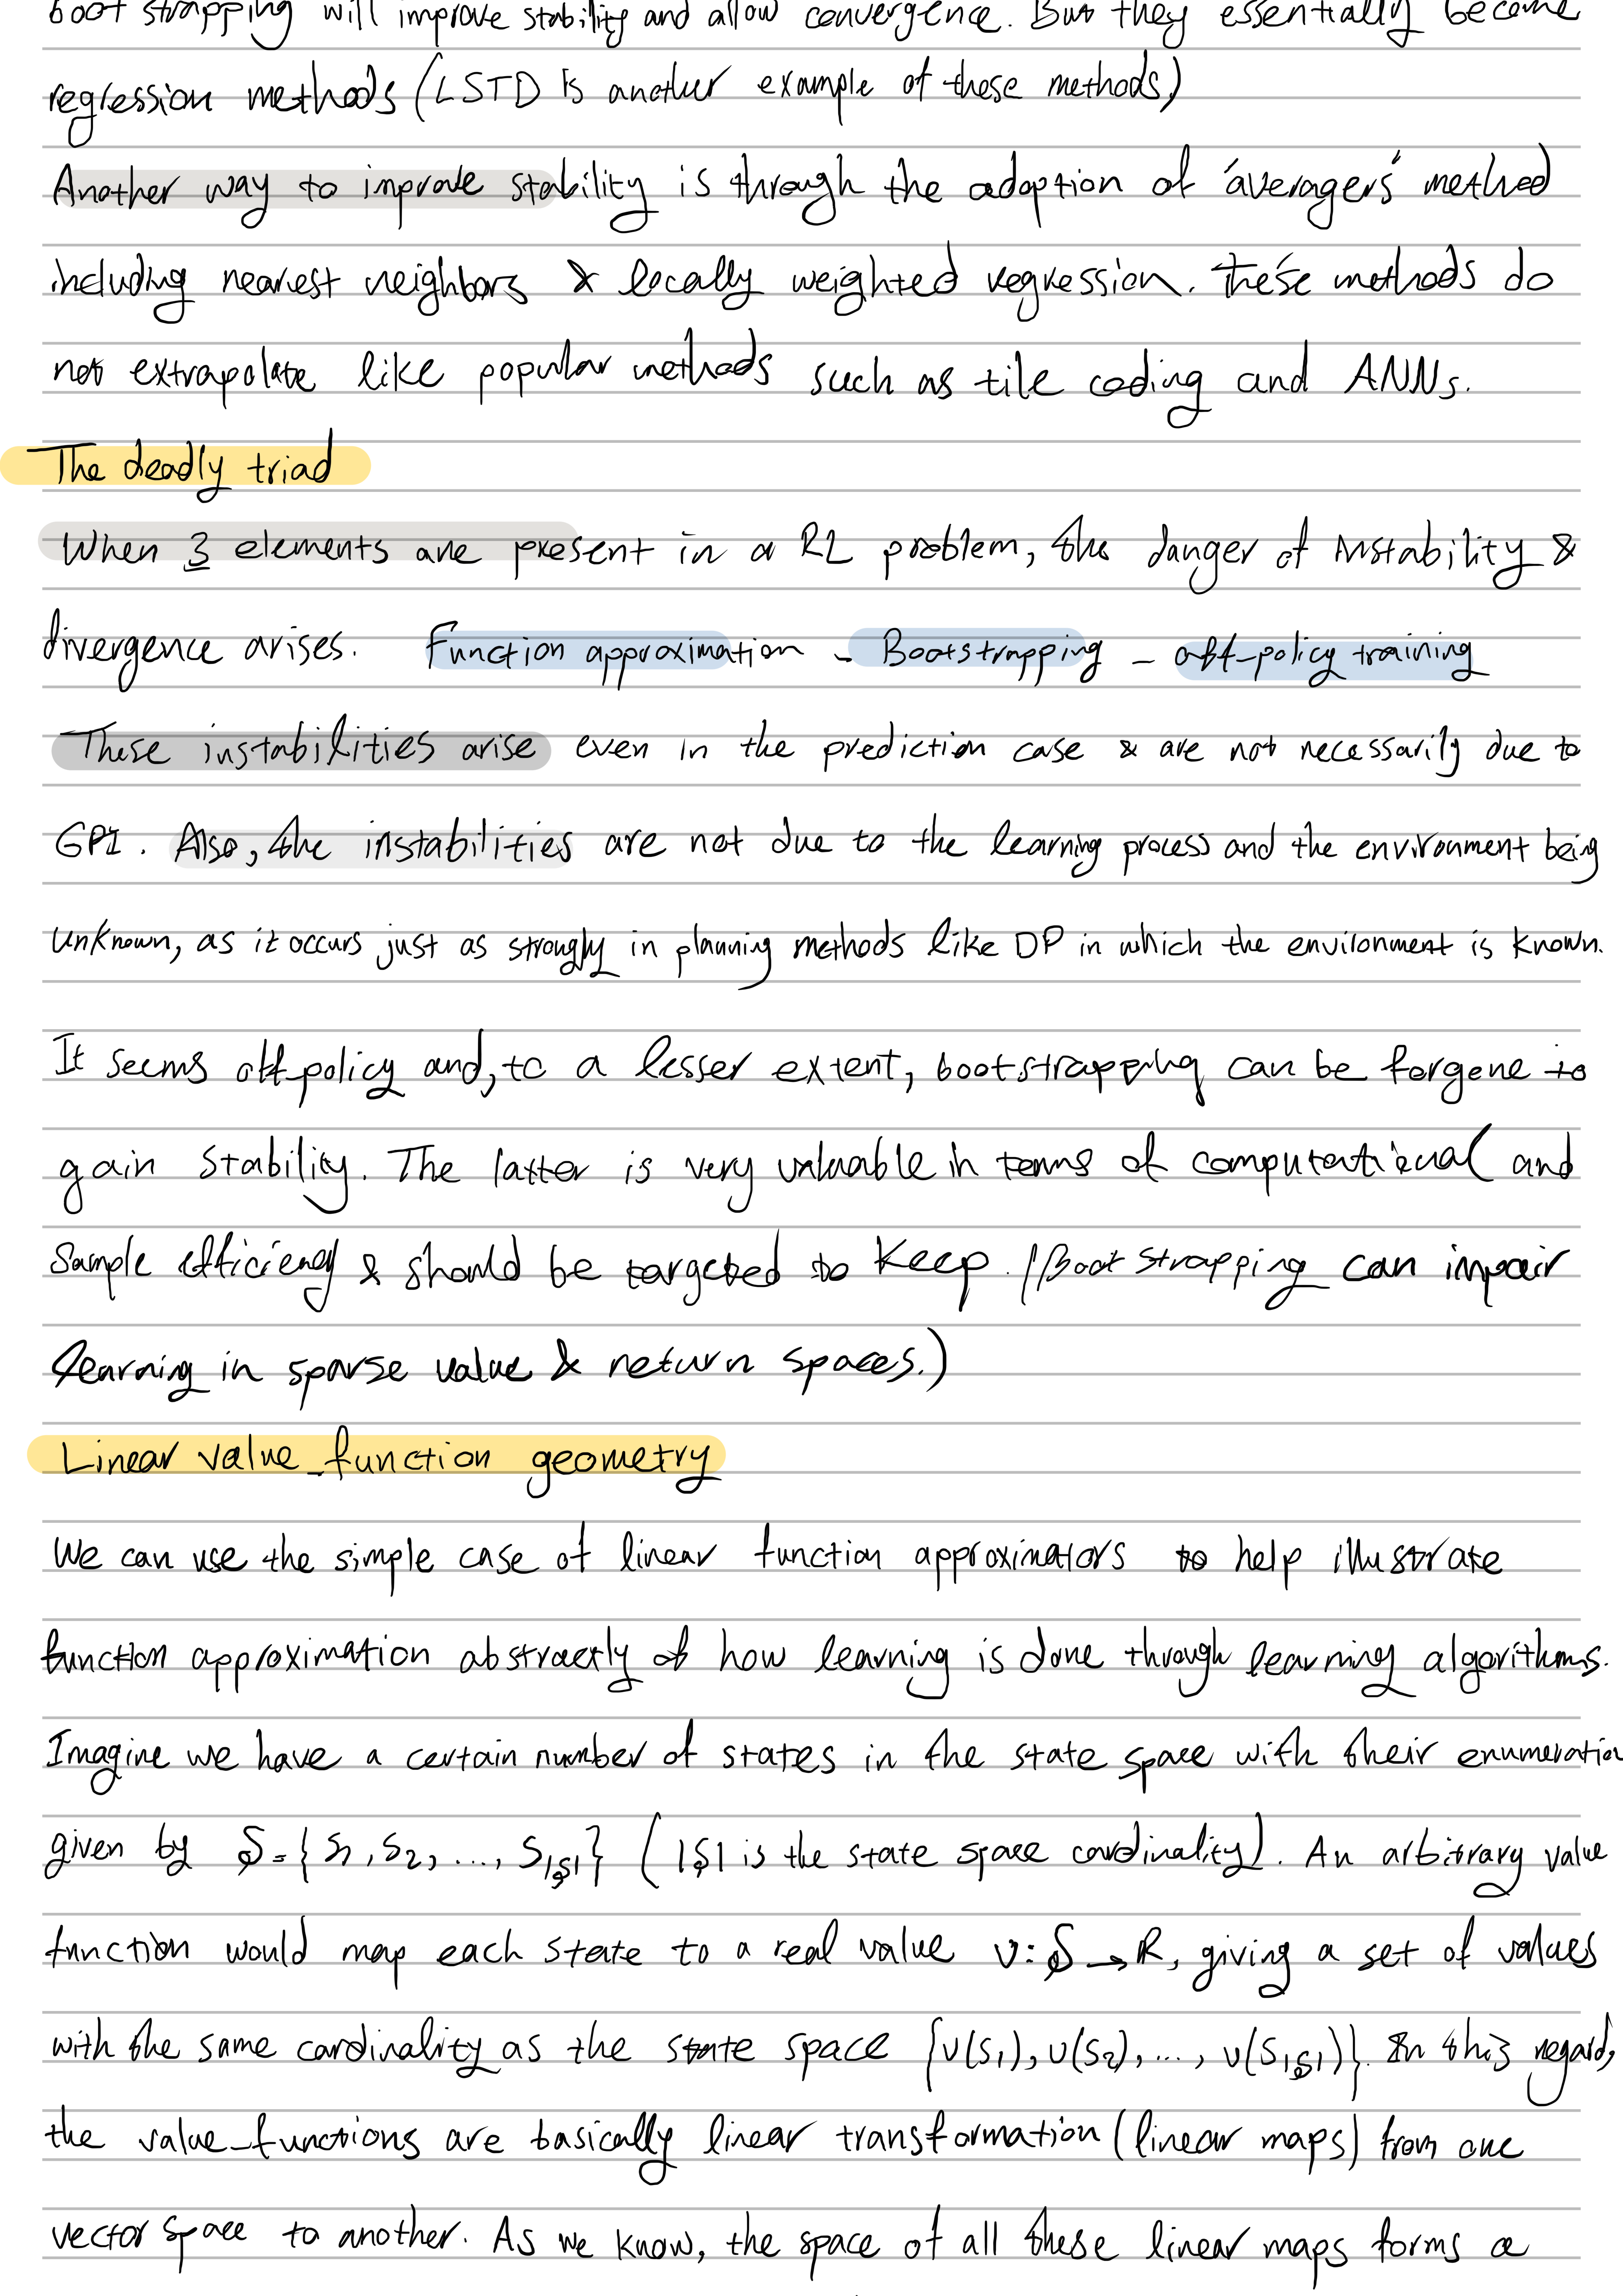 boot strapping will improve stability and allow convergence. But they essentially become
regression methods (LSTD is another example of these methods)
Another way to improve stability is through the adoption of 'averagers' method
including nearest neighbors & locally weighted regression. These methods do
not extrapolate like popular methods such as tile coding and ANNs.
The deadly triad
When 3 elements are present in a RL problem, the danger of instability &
divergence arises. Function approximation - Bootstrapping - off-policy training
These instabilities arise even in the prediction case & are not necessarily due to
GPI. Also, the instabilities are not due to the learning process and the environment being
unknown, as it occurs just as strongly in planning methods like DP in which the environment is known.
It seems off-policy and, to a lesser extent, bootstrapping can be forgone to
gain stability. The latter is very valuable in terms of computational and
sample efficiency & should be targeted to keep. (Boot strapping can impair
learning in sparse value & return spaces.)
Linear value-function geometry
We can use the simple case of linear function approximators to help illustrate
function approximation abstractly of how learning is done through learning algorithms.
Imagine we have a certain number of states in the state space with their enumeration
given by S = { s1, s2, ..., s|S| } ( |S| is the state space cardinality). An arbitrary value
function would map each state to a real value v: S → R, giving a set of values
with the same cardinality as the state space {v(s1), v(s2), ..., v(s|S|)}. In this regard,
the value-functions are basically linear transformation (linear maps) from one
vector space to another. As we know, the space of all these linear maps forms a